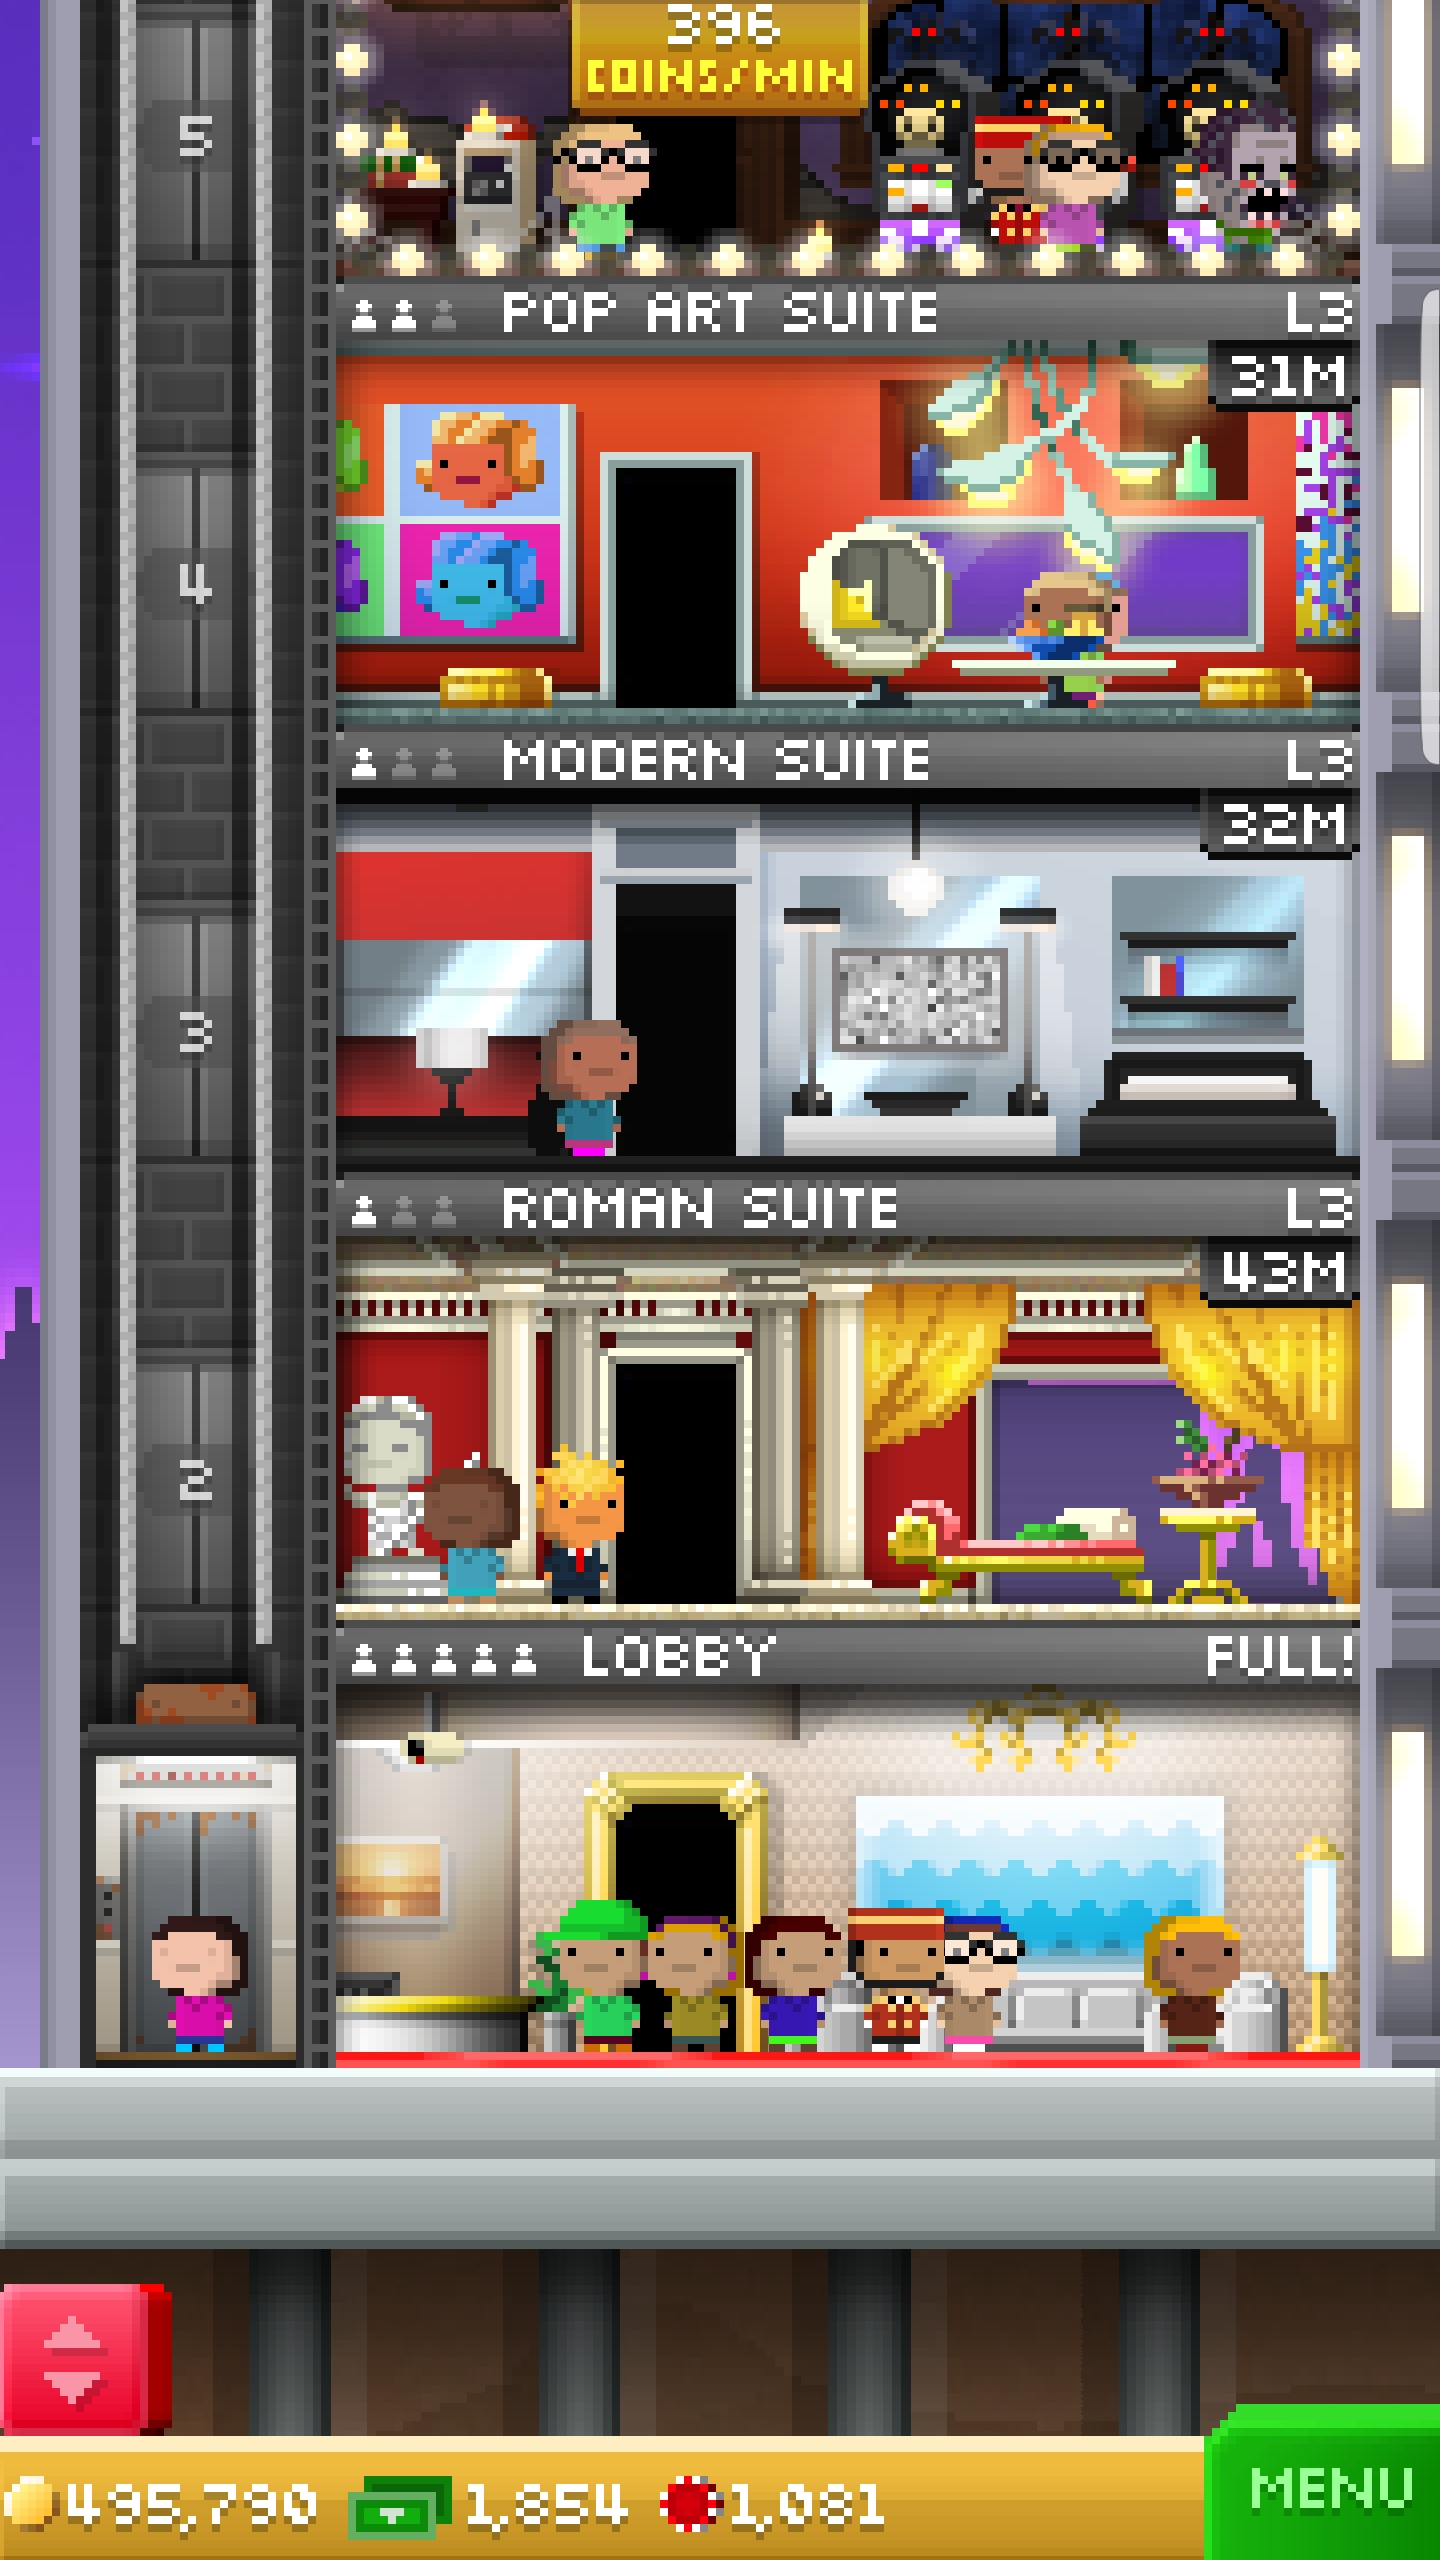 396
COINS/MIN
5
POP ART SUITE L3
31M
4
MODERN SUITE L3
32M
3
ROMAN SUITE L3
43M
2
LOBBY FULL!
495,790 1,854 1,081
MENU